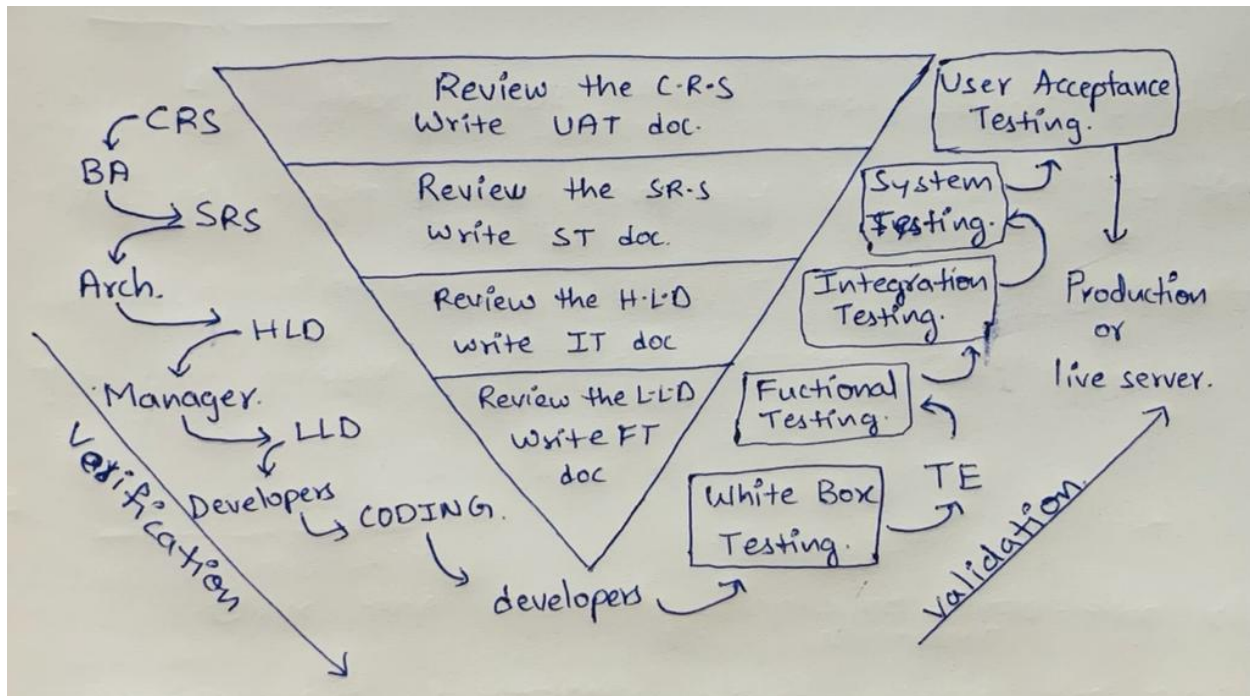 CRS
BA
SRS
Arch.
HLD
Manager.
LLD
Developers
CODING.
developers
Verification
Review the C.R.S
Write UAT doc.
Review the SR.S
Write ST doc.
Review the H.L.D
write IT doc
Review the L.L.D
Write FT
doc
User Acceptance
Testing.
System
Testing.
Integration
Testing.
Fuctional
Testing.
White Box
Testing.
TE
Production
or
live server.
Validation